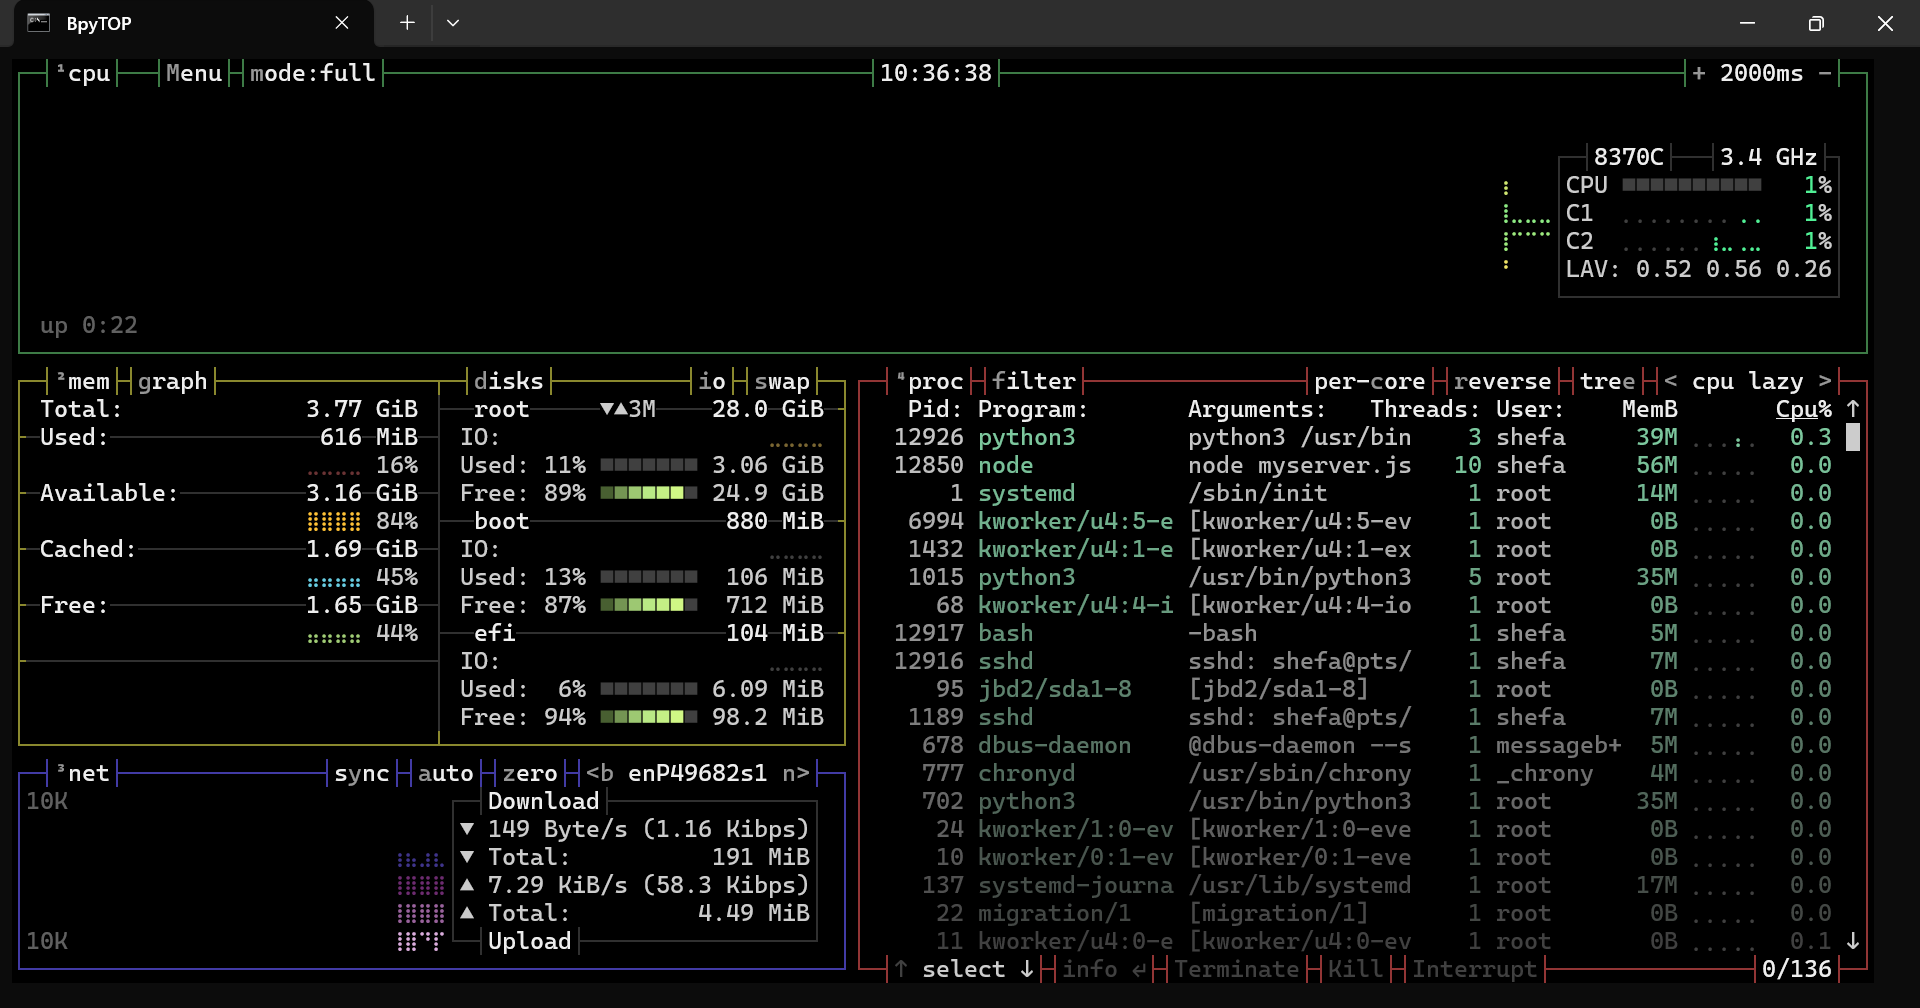 BpyTOP
¹cpu Menu mode:full 10:36:38 + 2000ms -
8370C 3.4 GHz
CPU 1%
C1 1%
C2 1%
LAV: 0.52 0.56 0.26
up 0:22
²mem graph disks io swap
Total: 3.77 GiB
Used: 616 MiB
16%
Available: 3.16 GiB
84%
Cached: 1.69 GiB
45%
Free: 1.65 GiB
44%
root ▼▲3M 28.0 GiB
IO:
Used: 11% 3.06 GiB
Free: 89% 24.9 GiB
boot 880 MiB
IO:
Used: 13% 106 MiB
Free: 87% 712 MiB
efi 104 MiB
IO:
Used: 6% 6.09 MiB
Free: 94% 98.2 MiB
³net sync auto zero <b enP49682s1 n>
10K
Download
▼ 149 Byte/s (1.16 Kibps)
▼ Total: 191 MiB
▲ 7.29 KiB/s (58.3 Kibps)
▲ Total: 4.49 MiB
10K
Upload
⁴proc filter per-core reverse tree < cpu lazy >
Pid: Program: Arguments: Threads: User: MemB Cpu% ↑
12926 python3 python3 /usr/bin 3 shefa 39M 0.3
12850 node node myserver.js 10 shefa 56M 0.0
1 systemd /sbin/init 1 root 14M 0.0
6994 kworker/u4:5-e [kworker/u4:5-ev 1 root 0B 0.0
1432 kworker/u4:1-e [kworker/u4:1-ex 1 root 0B 0.0
1015 python3 /usr/bin/python3 5 root 35M 0.0
68 kworker/u4:4-i [kworker/u4:4-io 1 root 0B 0.0
12917 bash -bash 1 shefa 5M 0.0
12916 sshd sshd: shefa@pts/ 1 shefa 7M 0.0
95 jbd2/sda1-8 [jbd2/sda1-8] 1 root 0B 0.0
1189 sshd sshd: shefa@pts/ 1 shefa 7M 0.0
678 dbus-daemon @dbus-daemon --s 1 messageb+ 5M 0.0
777 chronyd /usr/sbin/chrony 1 _chrony 4M 0.0
702 python3 /usr/bin/python3 1 root 35M 0.0
24 kworker/1:0-ev [kworker/1:0-eve 1 root 0B 0.0
10 kworker/0:1-ev [kworker/0:1-eve 1 root 0B 0.0
137 systemd-journa /usr/lib/systemd 1 root 17M 0.0
22 migration/1 [migration/1] 1 root 0B 0.0
11 kworker/u4:0-e [kworker/u4:0-ev 1 root 0B 0.1 ↓
↑ select ↓ info ↵ Terminate Kill Interrupt 0/136